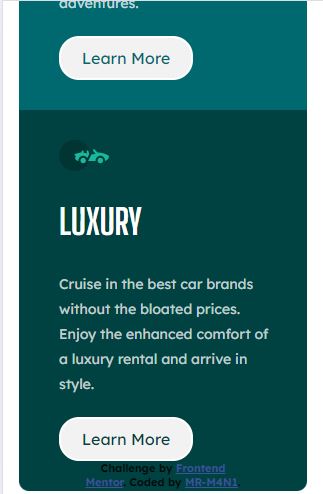 adventures.
Learn More
LUXURY
Cruise in the best car brands
without the bloated prices.
Enjoy the enhanced comfort of
a luxury rental and arrive in
style.
Learn More
Challenge by Frontend
Mentor. Coded by MR-M4N1.